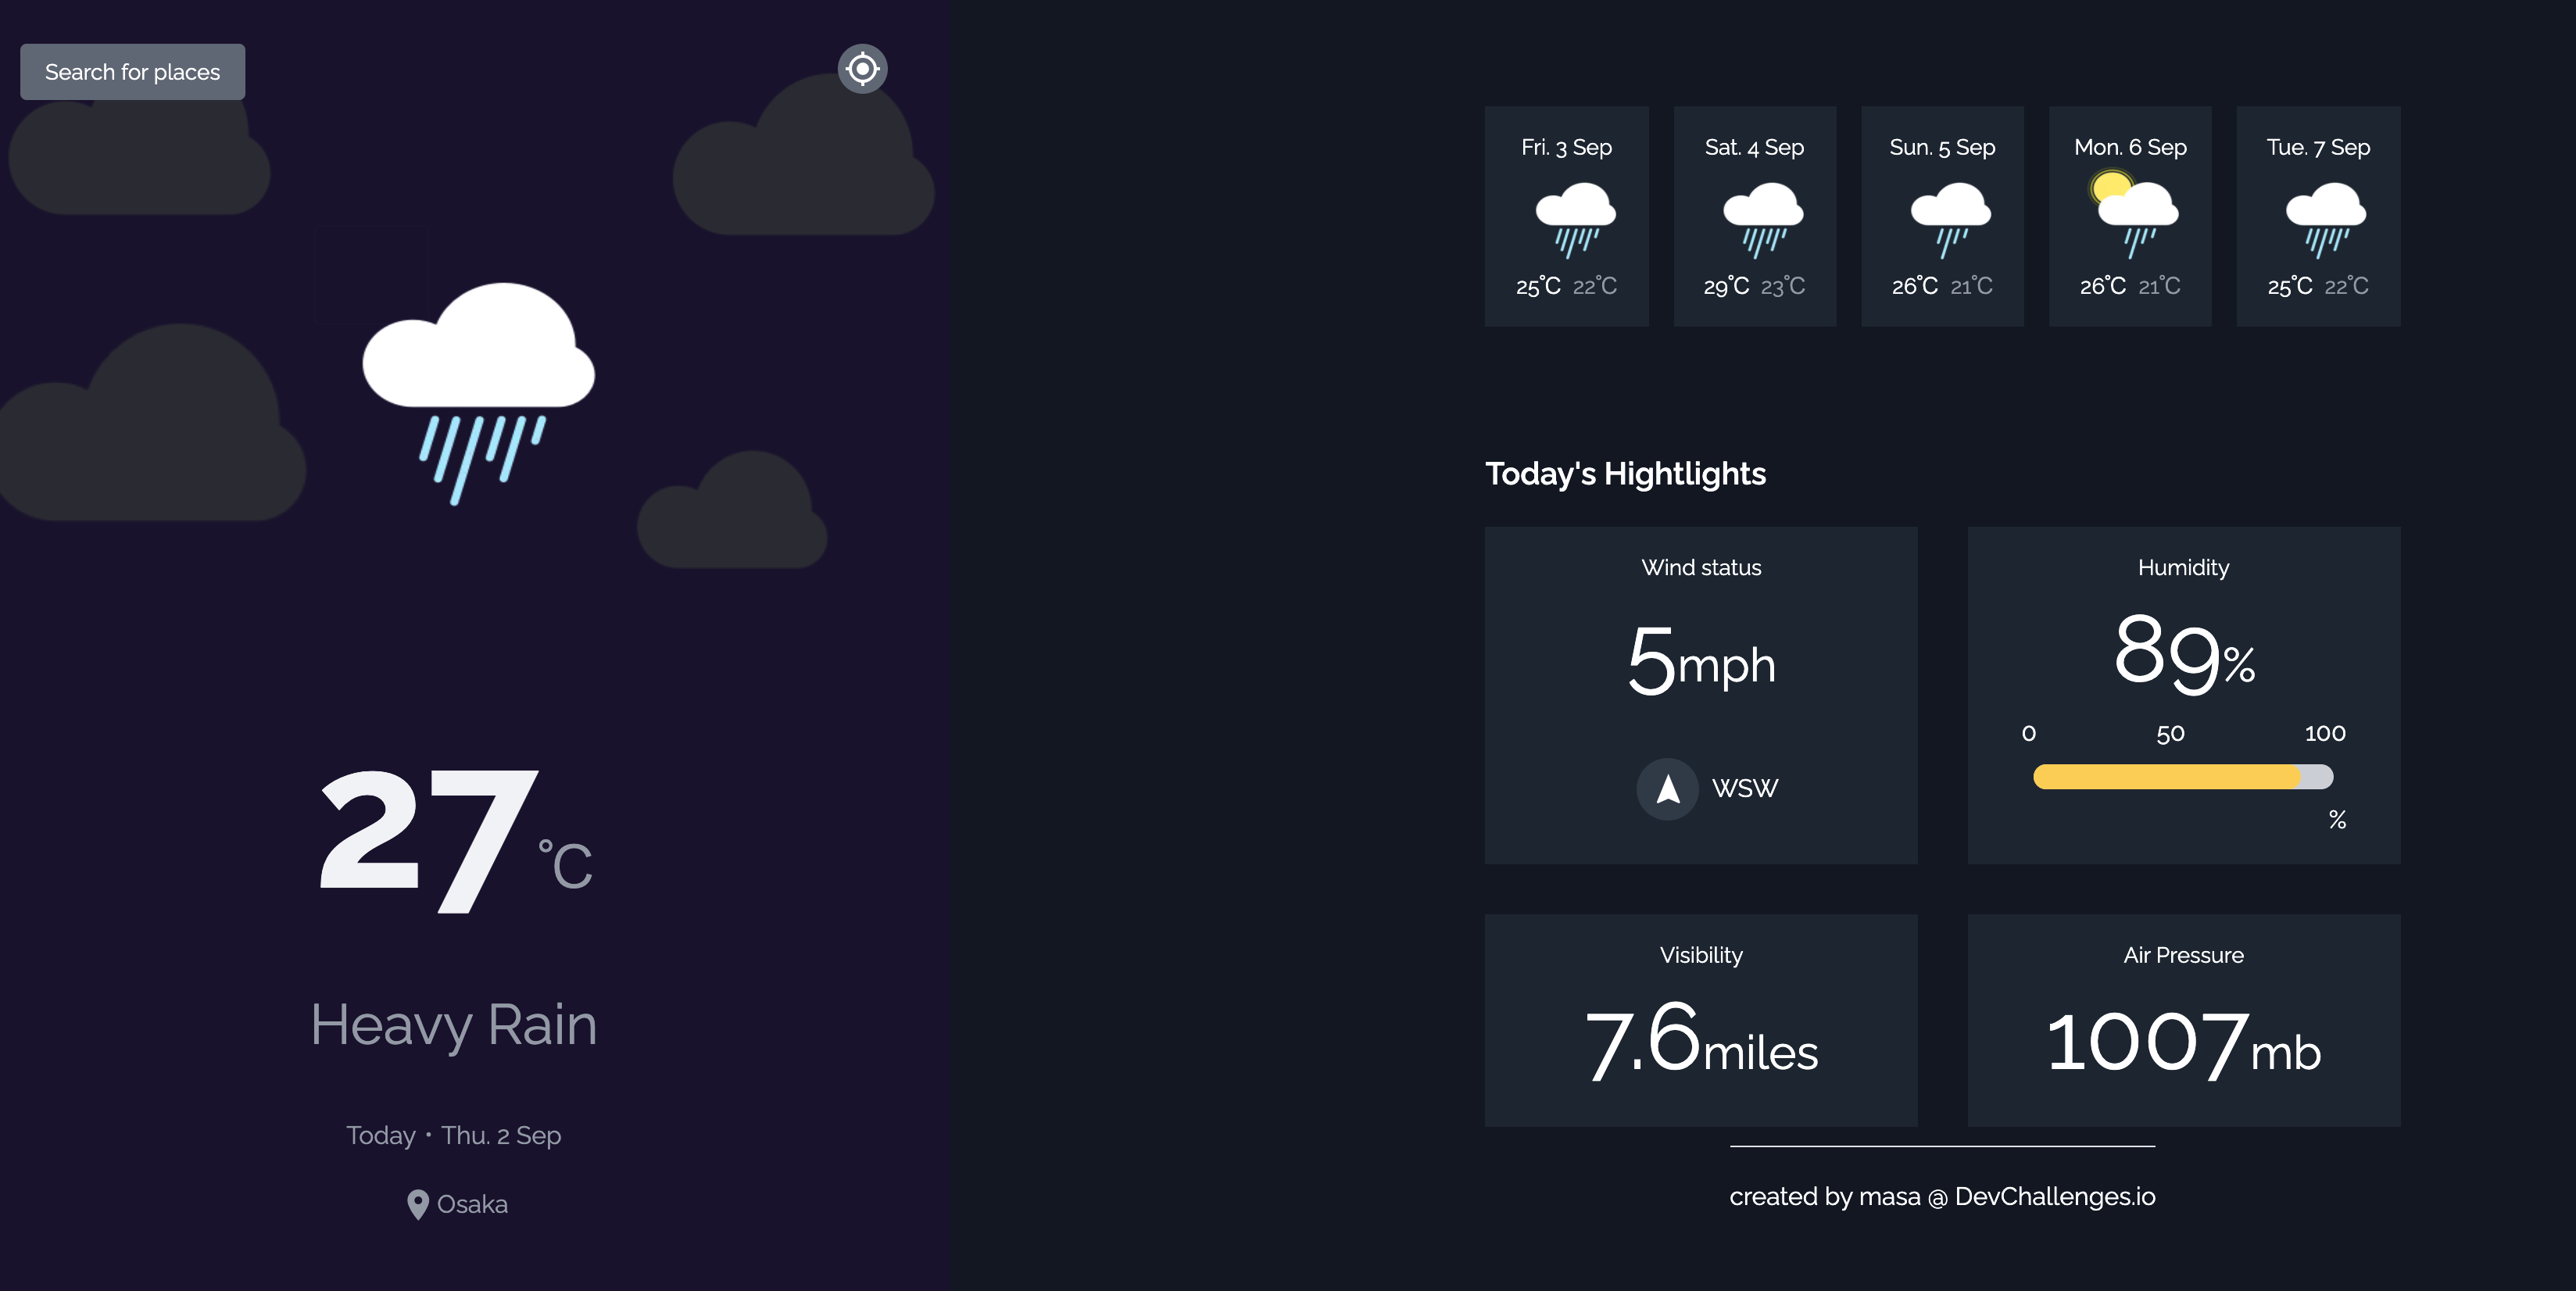 Search for places
27℃
Heavy Rain
Today • Thu. 2 Sep
Osaka
Fri. 3 Sep
25℃ 22℃
Sat. 4 Sep
29℃ 23℃
Sun. 5 Sep
26℃ 21℃
Mon. 6 Sep
26℃ 21℃
Tue. 7 Sep
25℃ 22℃
Today's Hightlights
Wind status
5mph
WSW
Humidity
89%
0 50 100
%
Visibility
7.6miles
Air Pressure
1007mb
created by masa @ DevChallenges.io